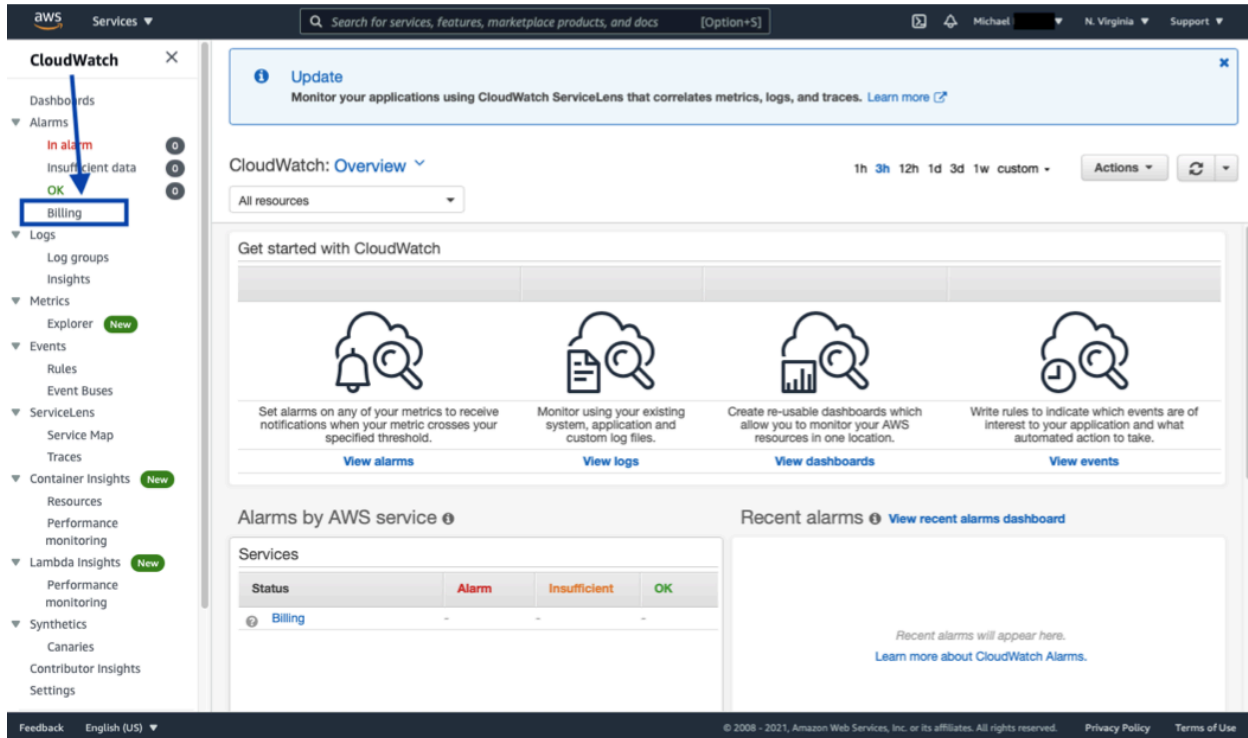 aws Services ▼ Search for services, features, marketplace products, and docs [Option+S] Michael ▼ N. Virginia ▼ Support ▼
CloudWatch
Dashboards
Alarms
In alarm 0
Insufficient data 0
OK 0
Billing
Logs
Log groups
Insights
Metrics
Explorer New
Events
Rules
Event Buses
ServiceLens
Service Map
Traces
Container Insights New
Resources
Performance
monitoring
Lambda Insights New
Performance
monitoring
Synthetics
Canaries
Contributor Insights
Settings
Update
Monitor your applications using CloudWatch ServiceLens that correlates metrics, logs, and traces. Learn more
CloudWatch: Overview
1h 3h 12h 1d 3d 1w custom
Actions
All resources
Get started with CloudWatch
Set alarms on any of your metrics to receive
notifications when your metric crosses your
specified threshold.
View alarms
Monitor using your existing
system, application and
custom log files.
View logs
Create re-usable dashboards which
allow you to monitor your AWS
resources in one location.
View dashboards
Write rules to indicate which events are of
interest to your application and what
automated action to take.
View events
Alarms by AWS service
Services
Status Alarm Insufficient OK
Billing - - -
Recent alarms View recent alarms dashboard
Recent alarms will appear here.
Learn more about CloudWatch Alarms.
Feedback English (US) ▼ © 2008 - 2021, Amazon Web Services, Inc. or its affiliates. All rights reserved. Privacy Policy Terms of Use